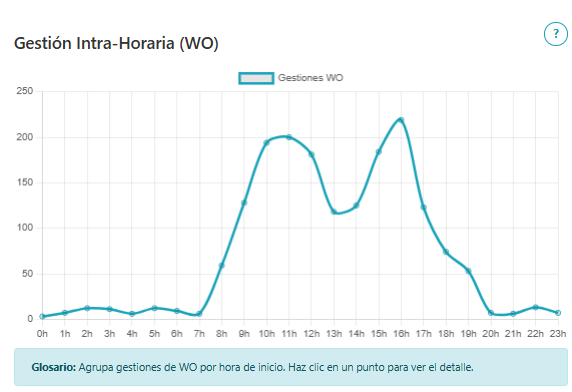 ?
Gestión Intra-Horaria (WO)
Gestiones WO
250
200
150
100
50
0
0h 1h 2h 3h 4h 5h 6h 7h 8h 9h 10h 11h 12h 13h 14h 15h 16h 17h 18h 19h 20h 21h 22h 23h
Glosario: Agrupa gestiones de WO por hora de inicio. Haz clic en un punto para ver el detalle.